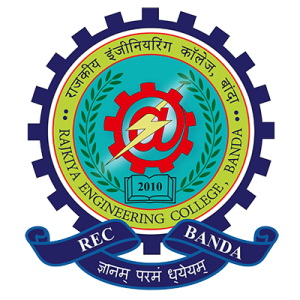 राजकीय इंजीनियरिंग कॉलेज, बांदा
RAJKIYA ENGINEERING COLLEGE, BANDA
@
2010
REC BANDA
ज्ञानम् परमं ध्येयम्